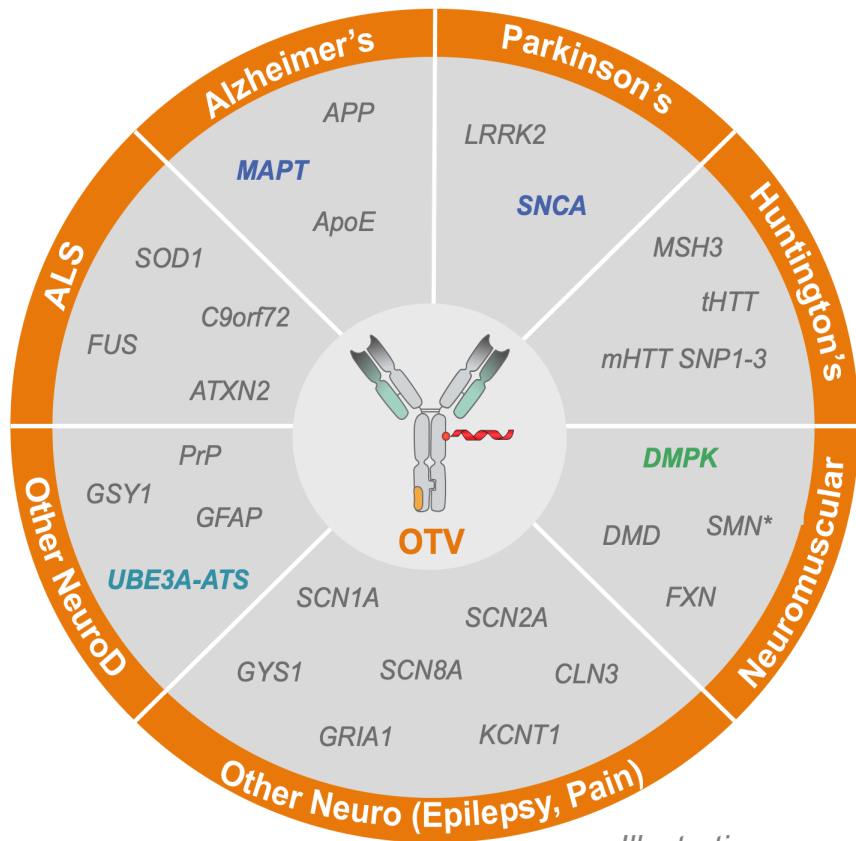 Alzheimer's
APP
MAPT
ApoE
Parkinson's
LRRK2
SNCA
Huntington's
MSH3
tHTT
mHTT SNP1-3
Neuromuscular
DMPK
DMD
SMN*
FXN
Other Neuro (Epilepsy, Pain)
SCN1A
SCN2A
GYS1
SCN8A
CLN3
GRIA1
KCNT1
Other NeuroD
PrP
GSY1
GFAP
UBE3A-ATS
ALS
SOD1
C9orf72
FUS
ATXN2
OTV